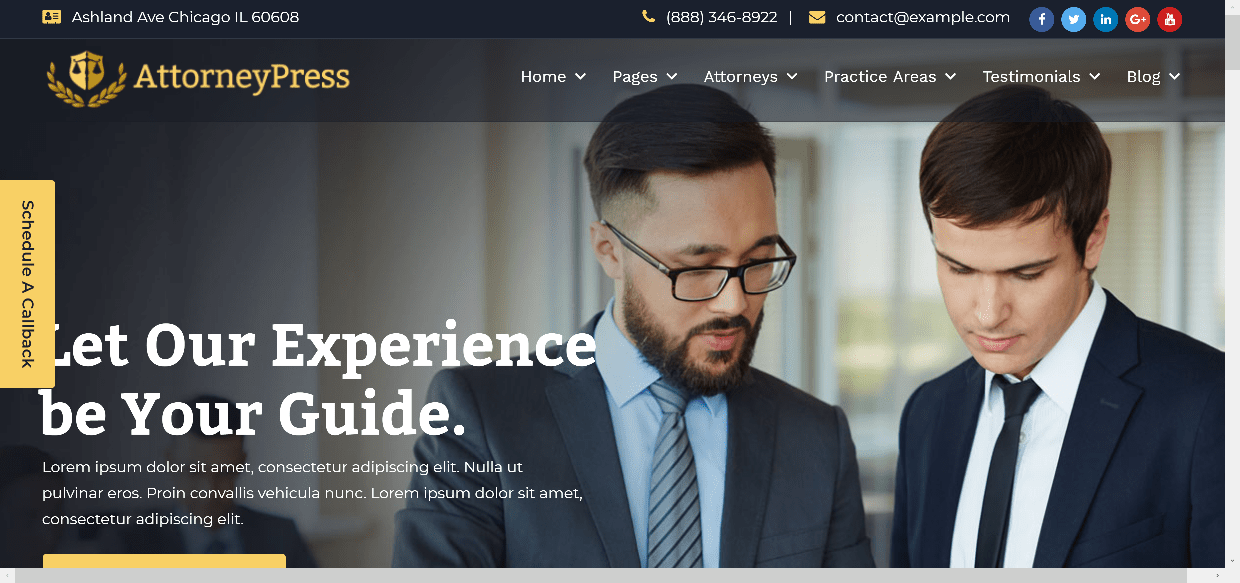 Ashland Ave Chicago IL 60608
(888) 346-8922 | contact@example.com
AttorneyPress
Home Pages Attorneys Practice Areas Testimonials Blog
Schedule A Callback
Let Our Experience
be Your Guide.
Lorem ipsum dolor sit amet, consectetur adipiscing elit. Nulla ut
pulvinar eros. Proin convallis vehicula nunc. Lorem ipsum dolor sit amet,
consectetur adipiscing elit.